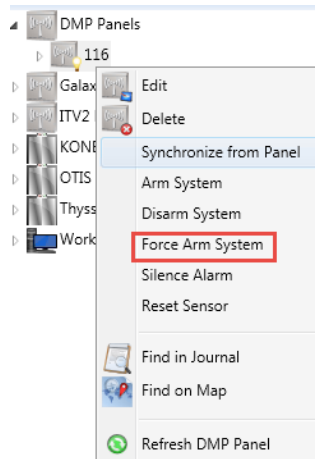 DMP Panels
116
Galax
Edit
ITV2
Delete
KONE
Synchronize from Panel
OTIS
Arm System
Thyss
Disarm System
Work
Force Arm System
Silence Alarm
Reset Sensor
Find in Journal
Find on Map
Refresh DMP Panel